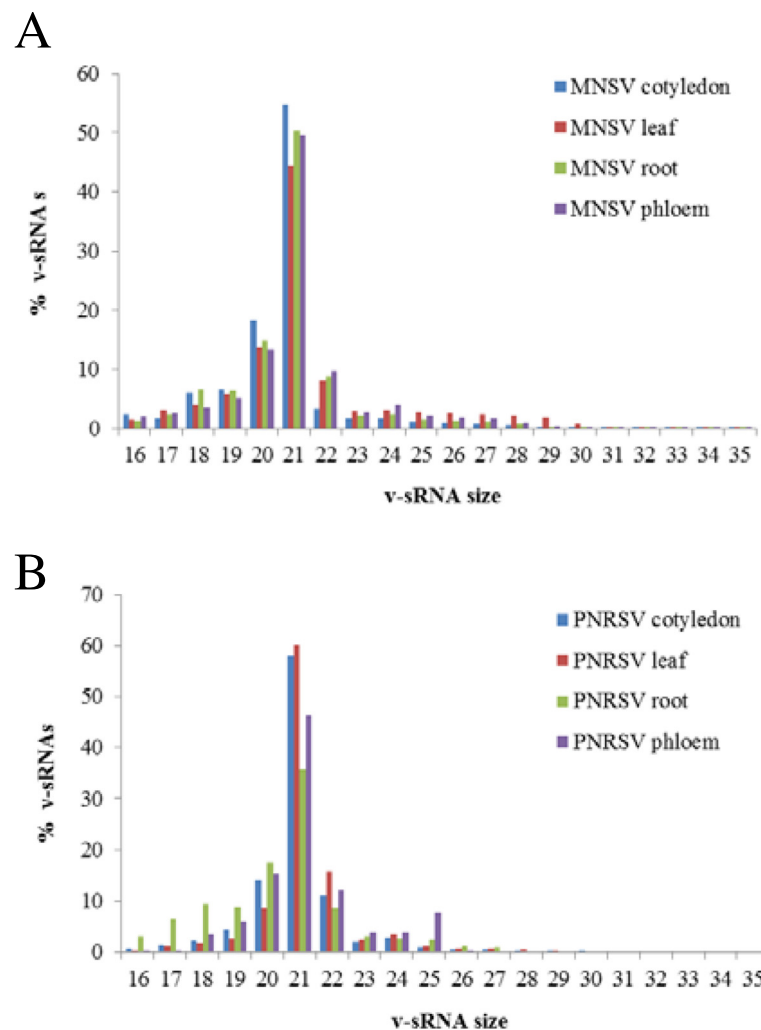 A
60
50
40
30
20
10
0
% v-sRNA s
MNSV cotyledon
MNSV leaf
MNSV root
MNSV phloem
16 17 18 19 20 21 22 23 24 25 26 27 28 29 30 31 32 33 34 35
v-sRNA size
B
70
60
50
40
30
20
10
0
% v-sRNAs
PNRSV cotyledon
PNRSV leaf
PNRSV root
PNRSV phloem
16 17 18 19 20 21 22 23 24 25 26 27 28 29 30 31 32 33 34 35
v-sRNA size